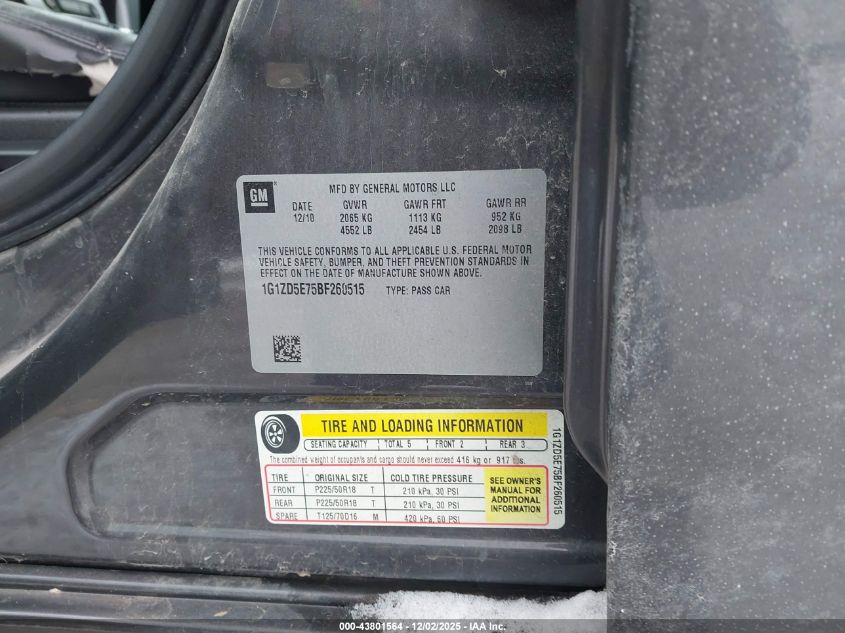 GM
MFD BY GENERAL MOTORS LLC
DATE GVWR GAWR FRT GAWR RR
12/10 2065 KG 1113 KG 952 KG
4552 LB 2454 LB 2098 LB
THIS VEHICLE CONFORMS TO ALL APPLICABLE U.S. FEDERAL MOTOR
VEHICLE SAFETY, BUMPER, AND THEFT PREVENTION STANDARDS IN
EFFECT ON THE DATE OF MANUFACTURE SHOWN ABOVE.
1G1ZD5E75BF260515 TYPE: PASS CAR
TIRE AND LOADING INFORMATION
SEATING CAPACITY TOTAL 5 FRONT 2 REAR 3
The combined weight of occupants and cargo should never exceed 416 kg or 917 lbs.
TIRE ORIGINAL SIZE COLD TIRE PRESSURE
FRONT P225/50R18 T 210 kPa, 30 PSI
REAR P225/50R18 T 210 kPa, 30 PSI
SPARE T125/70D16 M 420 kPa, 60 PSI
SEE OWNER'S
MANUAL FOR
ADDITIONAL
INFORMATION
1G1ZD5E75BF260515
000-43801564 > 12/02/2025 - IAA Inc.